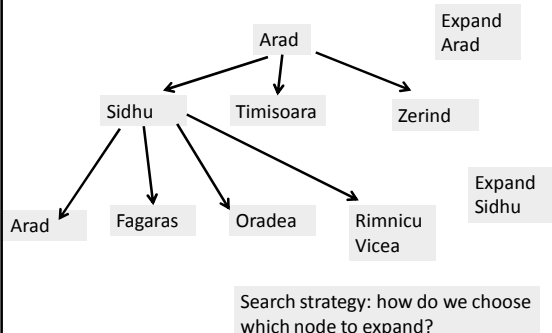 Expand
Arad
Arad
Sidhu
Timisoara
Zerind
Expand
Sidhu
Arad
Fagaras
Oradea
Rimnicu
Vicea
Search strategy: how do we choose
which node to expand?